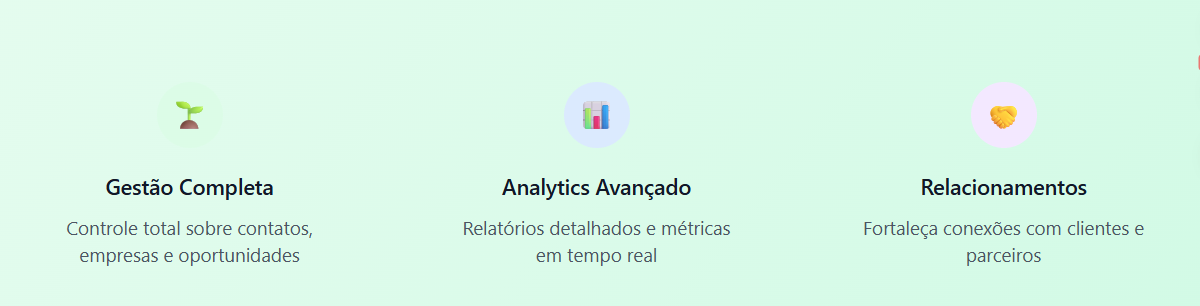 Gestão Completa
Controle total sobre contatos,
empresas e oportunidades
Analytics Avançado
Relatórios detalhados e métricas
em tempo real
Relacionamentos
Fortaleça conexões com clientes e
parceiros